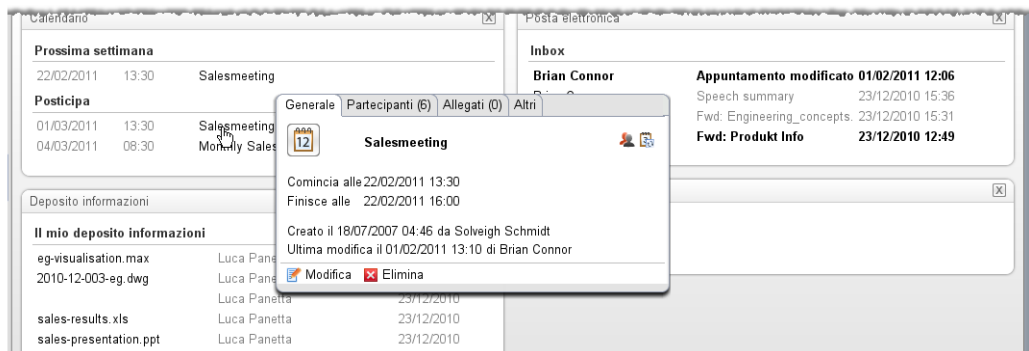 Calendario
Prossima settimana
22/02/2011 13:30 Salesmeeting
Posticipa
01/03/2011 13:30 Salesmeeting
04/03/2011 08:30 Monthly Sales
Posta elettronica
Inbox
Brian Connor Appuntamento modificato 01/02/2011 12:06
Speech summary 23/12/2010 15:36
Fwd: Engineering_concepts. 23/12/2010 15:31
Fwd: Produkt Info 23/12/2010 12:49
Generale Partecipanti (6) Allegati (0) Altri
12 Salesmeeting
Comincia alle 22/02/2011 13:30
Finisce alle 22/02/2011 16:00
Creato il 18/07/2007 04:46 da Solveigh Schmidt
Ultima modifica il 01/02/2011 13:10 di Brian Connor
Modifica Elimina
Deposito informazioni
Il mio deposito informazioni
eg-visualisation.max Luca Pane
2010-12-003-eg.dwg Luca Pane
Luca Panetta 23/12/2010
sales-results.xls Luca Panetta 23/12/2010
sales-presentation.ppt Luca Panetta 23/12/2010